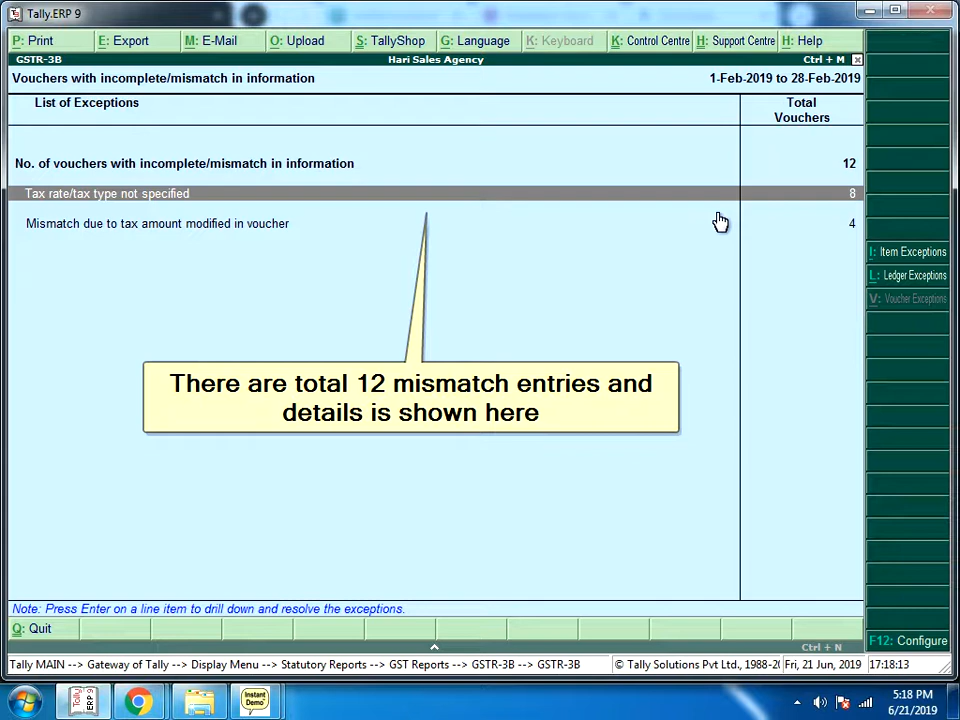 Tally.ERP 9
P: Print E: Export M: E-Mail O: Upload S: TallyShop G: Language K: Keyboard K: Control Centre H: Support Centre H: Help
GSTR-3B Hari Sales Agency Ctrl + M
Vouchers with incomplete/mismatch in information 1-Feb-2019 to 28-Feb-2019
List of Exceptions Total
Vouchers
No. of vouchers with incomplete/mismatch in information 12
Tax rate/tax type not specified 8
Mismatch due to tax amount modified in voucher 4
I: Item Exceptions
L: Ledger Exceptions
V: Voucher Exceptions
There are total 12 mismatch entries and
details is shown here
Note: Press Enter on a line item to drill down and resolve the exceptions.
Q: Quit
F12: Configure
Ctrl + N
Tally MAIN --> Gateway of Tally --> Display Menu --> Statutory Reports --> GST Reports --> GSTR-3B --> GSTR-3B © Tally Solutions Pvt Ltd., 1988-20 Fri, 21 Jun, 2019 17:18:13
Tally ERP 9
Instant Demo
5:18 PM
6/21/2019